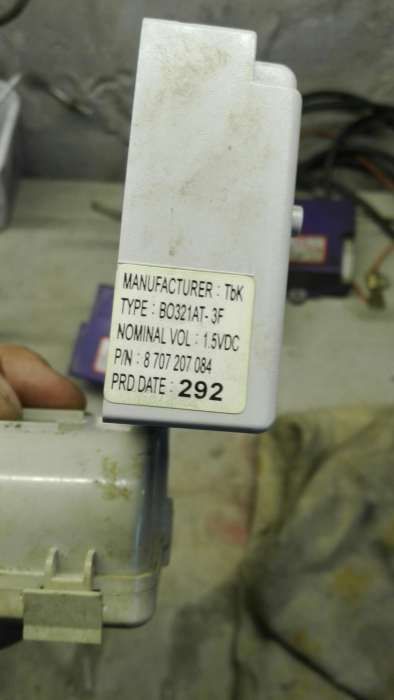 MANUFACTURER : TbK
TYPE : BO321AT- 3F
NOMINAL VOL : 1.5VDC
P/N : 8 707 207 084
PRD DATE : 292